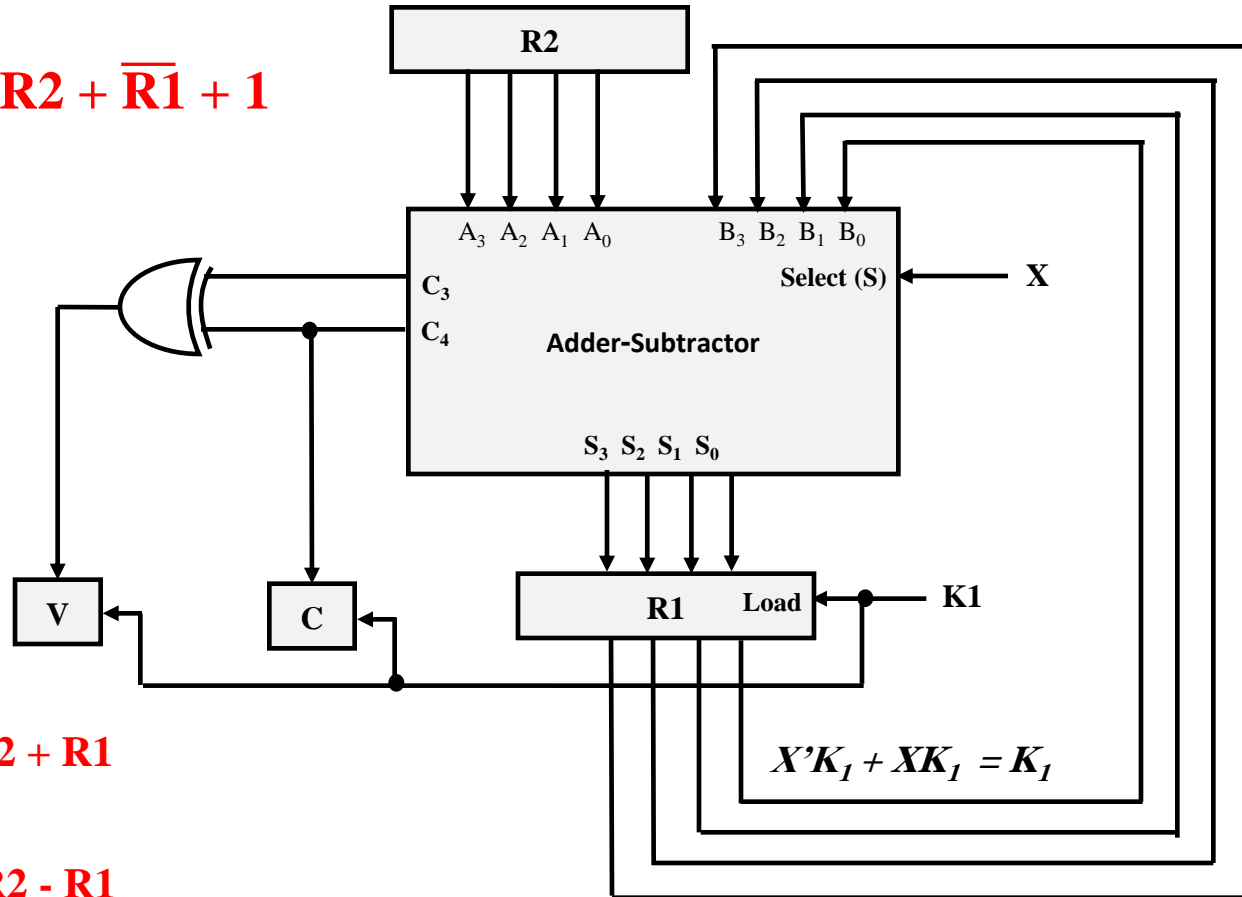 R2
R2 + R̅1̅ + 1
A₃ A₂ A₁ A₀
B₃ B₂ B₁ B₀
C₃
Select (S)
X
C₄
Adder-Subtractor
S₃ S₂ S₁ S₀
V
C
R1
Load
K1
2 + R1
X’K₁ + XK₁ = K₁
R2 - R1